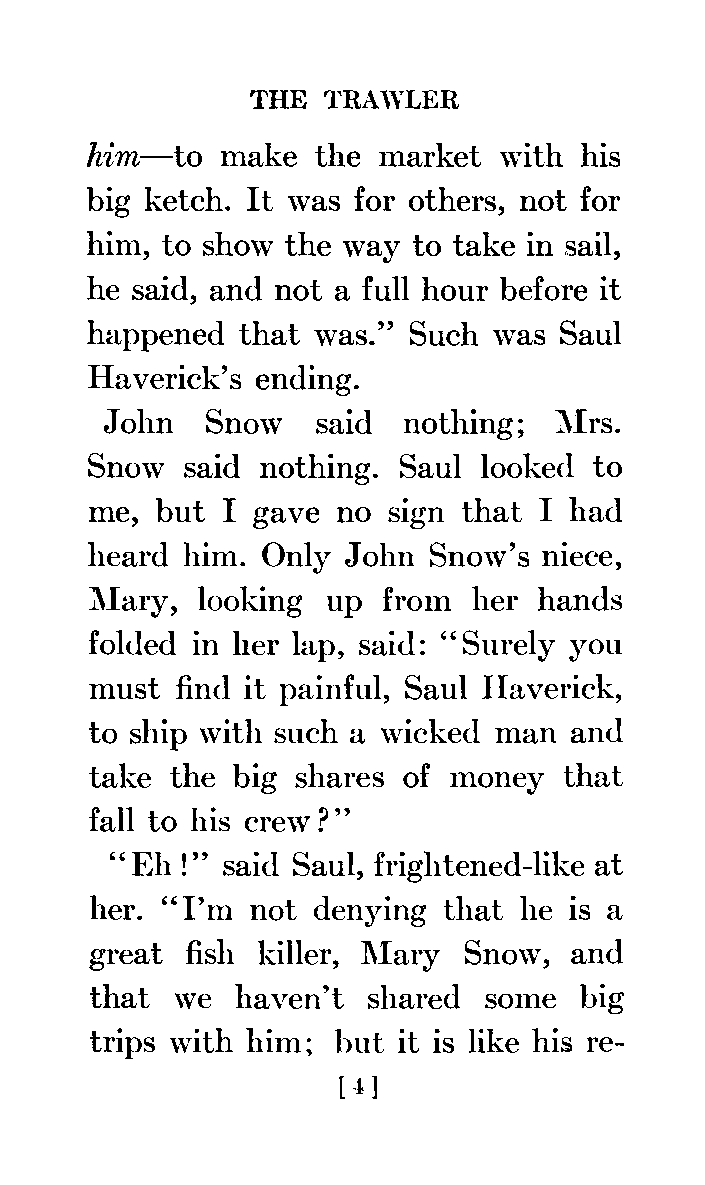 THE TRAWLER
him—to make the market with his
big ketch. It was for others, not for
him, to show the way to take in sail,
he said, and not a full hour before it
happened that was.” Such was Saul
Haverick’s ending.
John Snow said nothing; Mrs.
Snow said nothing. Saul looked to
me, but I gave no sign that I had
heard him. Only John Snow’s niece,
Mary, looking up from her hands
folded in her lap, said: “Surely you
must find it painful, Saul Haverick,
to ship with such a wicked man and
take the big shares of money that
fall to his crew?”
“Eh!” said Saul, frightened-like at
her. “I’m not denying that he is a
great fish killer, Mary Snow, and
that we haven’t shared some big
trips with him; but it is like his re-
[4]